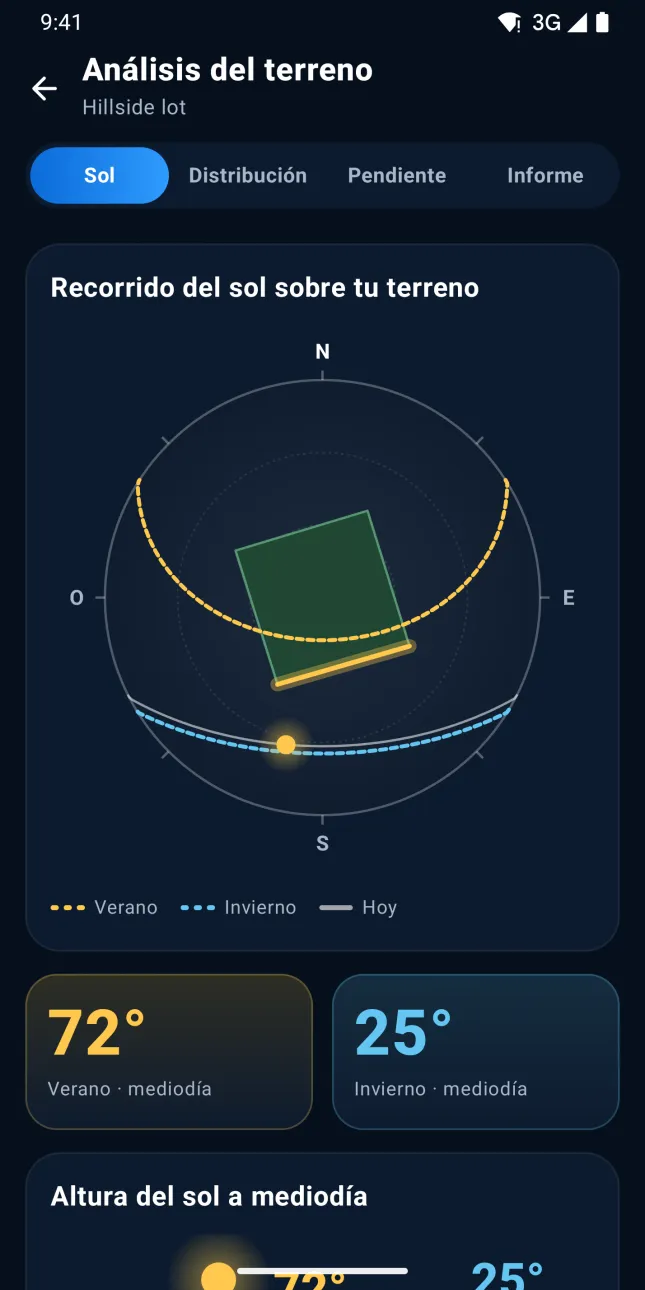 9:41
3G
Análisis del terreno
Hillside lot
Sol
Distribución
Pendiente
Informe
Recorrido del sol sobre tu terreno
N
O
E
S
Verano
Invierno
Hoy
72°
Verano · mediodía
25°
Invierno · mediodía
Altura del sol a mediodía
72°
25°